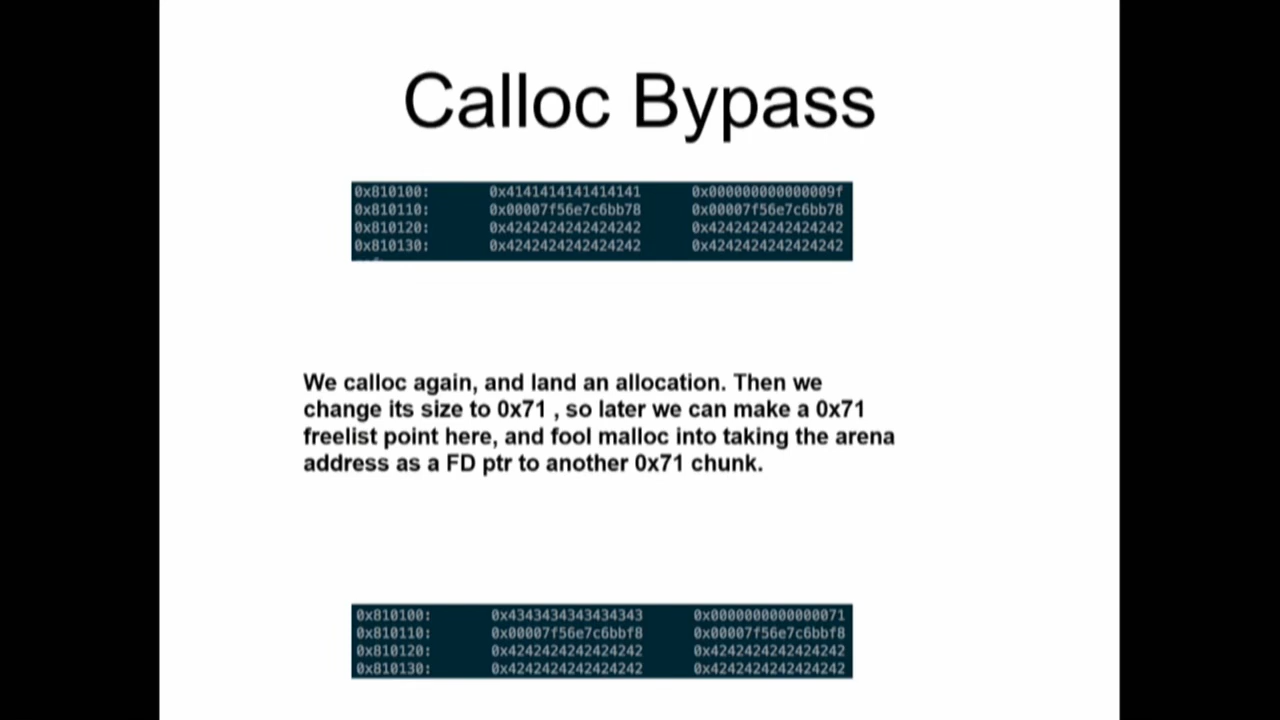 Calloc Bypass
0x810100: 0x4141414141414141 0x000000000000009f
0x810110: 0x00007f56e7c6bb78 0x00007f56e7c6bb78
0x810120: 0x4242424242424242 0x4242424242424242
0x810130: 0x4242424242424242 0x4242424242424242
We calloc again, and land an allocation. Then we
change its size to 0x71 , so later we can make a 0x71
freelist point here, and fool malloc into taking the arena
address as a FD ptr to another 0x71 chunk.
0x810100: 0x4343434343434343 0x0000000000000071
0x810110: 0x00007f56e7c6bbf8 0x00007f56e7c6bbf8
0x810120: 0x4242424242424242 0x4242424242424242
0x810130: 0x4242424242424242 0x4242424242424242